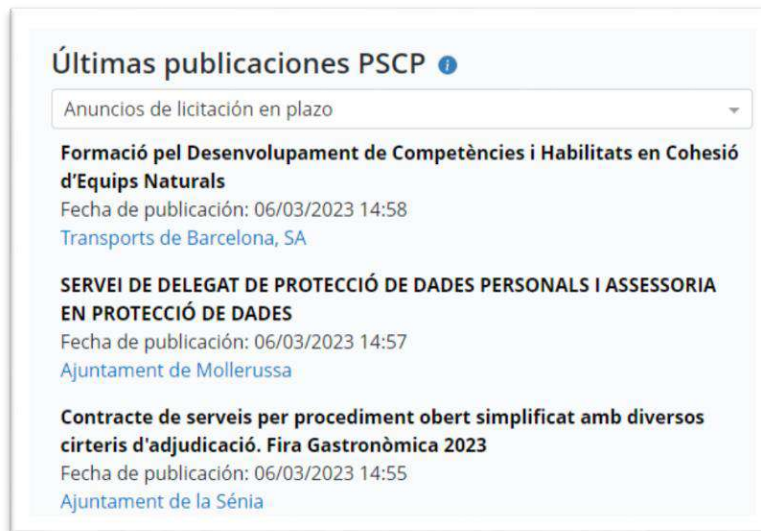 Últimas publicaciones PSCP
Anuncios de licitación en plazo
Formació pel Desenvolupament de Competències i Habilitats en Cohesió
d'Equips Naturals
Fecha de publicación: 06/03/2023 14:58
Transports de Barcelona, SA
SERVEI DE DELEGAT DE PROTECCIÓ DE DADES PERSONALS I ASSESSORIA
EN PROTECCIÓ DE DADES
Fecha de publicación: 06/03/2023 14:57
Ajuntament de Mollerussa
Contracte de serveis per procediment obert simplificat amb diversos
cirteris d'adjudicació. Fira Gastronòmica 2023
Fecha de publicación: 06/03/2023 14:55
Ajuntament de la Sénia